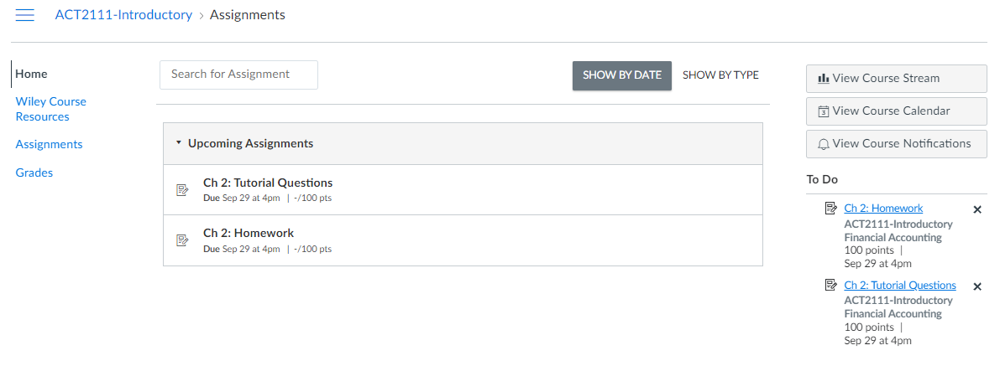 ACT2111-Introductory > Assignments
Home
Wiley Course
Resources
Assignments
Grades
Search for Assignment
SHOW BY DATE
SHOW BY TYPE
Upcoming Assignments
Ch 2: Tutorial Questions
Due Sep 29 at 4pm | -/100 pts
Ch 2: Homework
Due Sep 29 at 4pm | -/100 pts
View Course Stream
View Course Calendar
View Course Notifications
To Do
Ch 2: Homework
ACT2111-Introductory
Financial Accounting
100 points |
Sep 29 at 4pm
Ch 2: Tutorial Questions
ACT2111-Introductory
Financial Accounting
100 points |
Sep 29 at 4pm